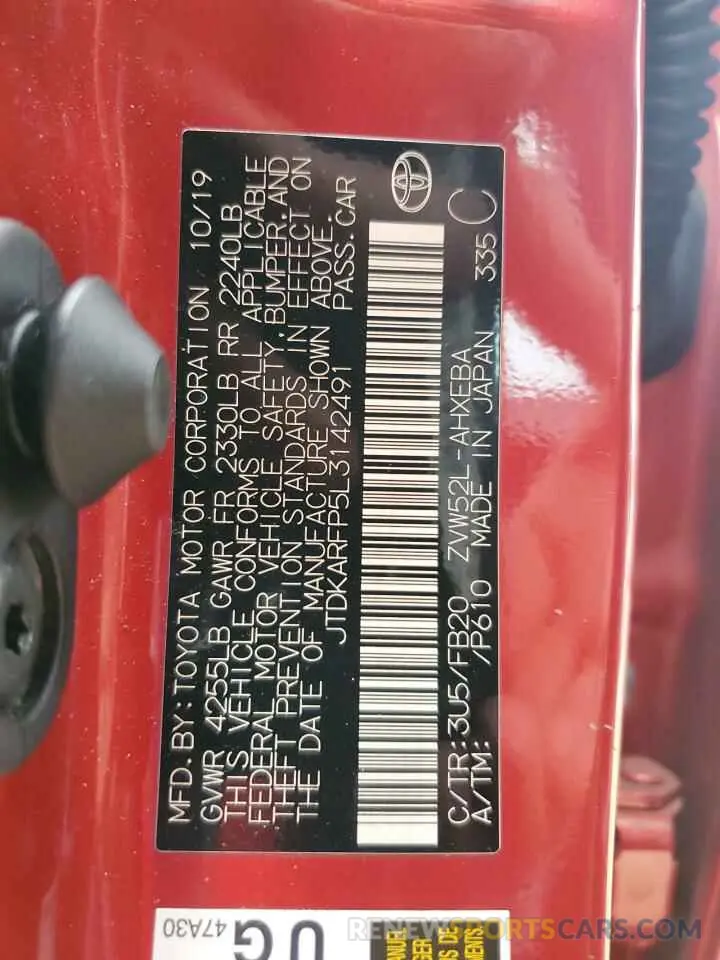 MFD. BY: TOYOTA MOTOR CORPORATION 10/19
GVWR 4255LB GAWR FR 2330LB RR 2240LB
THIS VEHICLE CONFORMS TO ALL APPLICABLE
FEDERAL MOTOR VEHICLE SAFETY, BUMPER, AND
THEFT PREVENTION STANDARDS IN EFFECT ON
THE DATE OF MANUFACTURE SHOWN ABOVE.
JTDKARFP5L3142491 PASS. CAR
C/TR: 3U5/FB20 ZVW52L-AHXEBA
A/TM: /P610 MADE IN JAPAN 335 C
47A30
UG
RENEWSPORTSCARS.COM